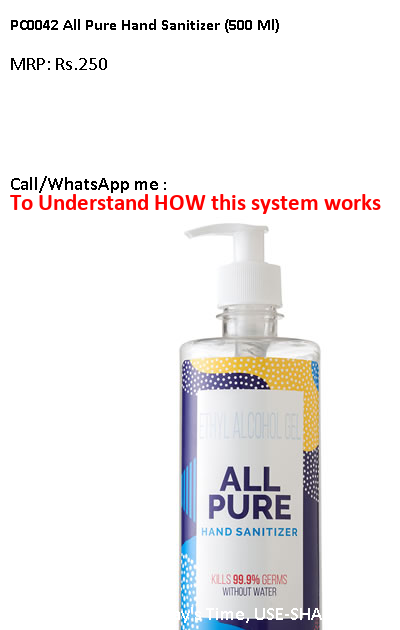 PC0042 All Pure Hand Sanitizer (500 Ml)
MRP: Rs.250
Call/WhatsApp me :
To Understand HOW this system works
ETHYL ALCOHOL GEL
ALL
PURE
HAND SANITIZER
KILLS 99.9% GERMS
WITHOUT WATER
Time, USE-SHA